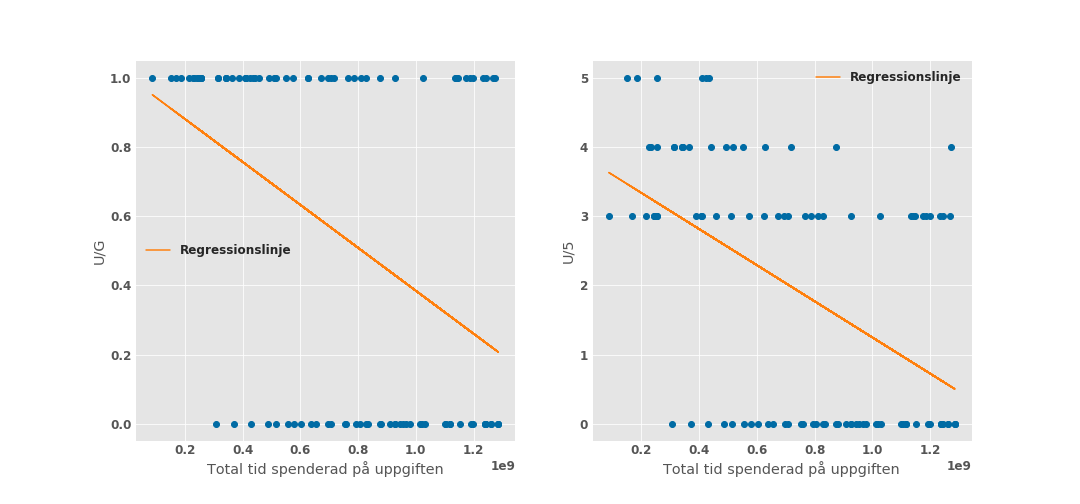 1.0
0.8
0.6
0.4
0.2
0.0
U/G
Regressionslinje
0.2 0.4 0.6 0.8 1.0 1.2
1e9
Total tid spenderad på uppgiften
5
4
3
2
1
0
U/5
Regressionslinje
0.2 0.4 0.6 0.8 1.0 1.2
1e9
Total tid spenderad på uppgiften